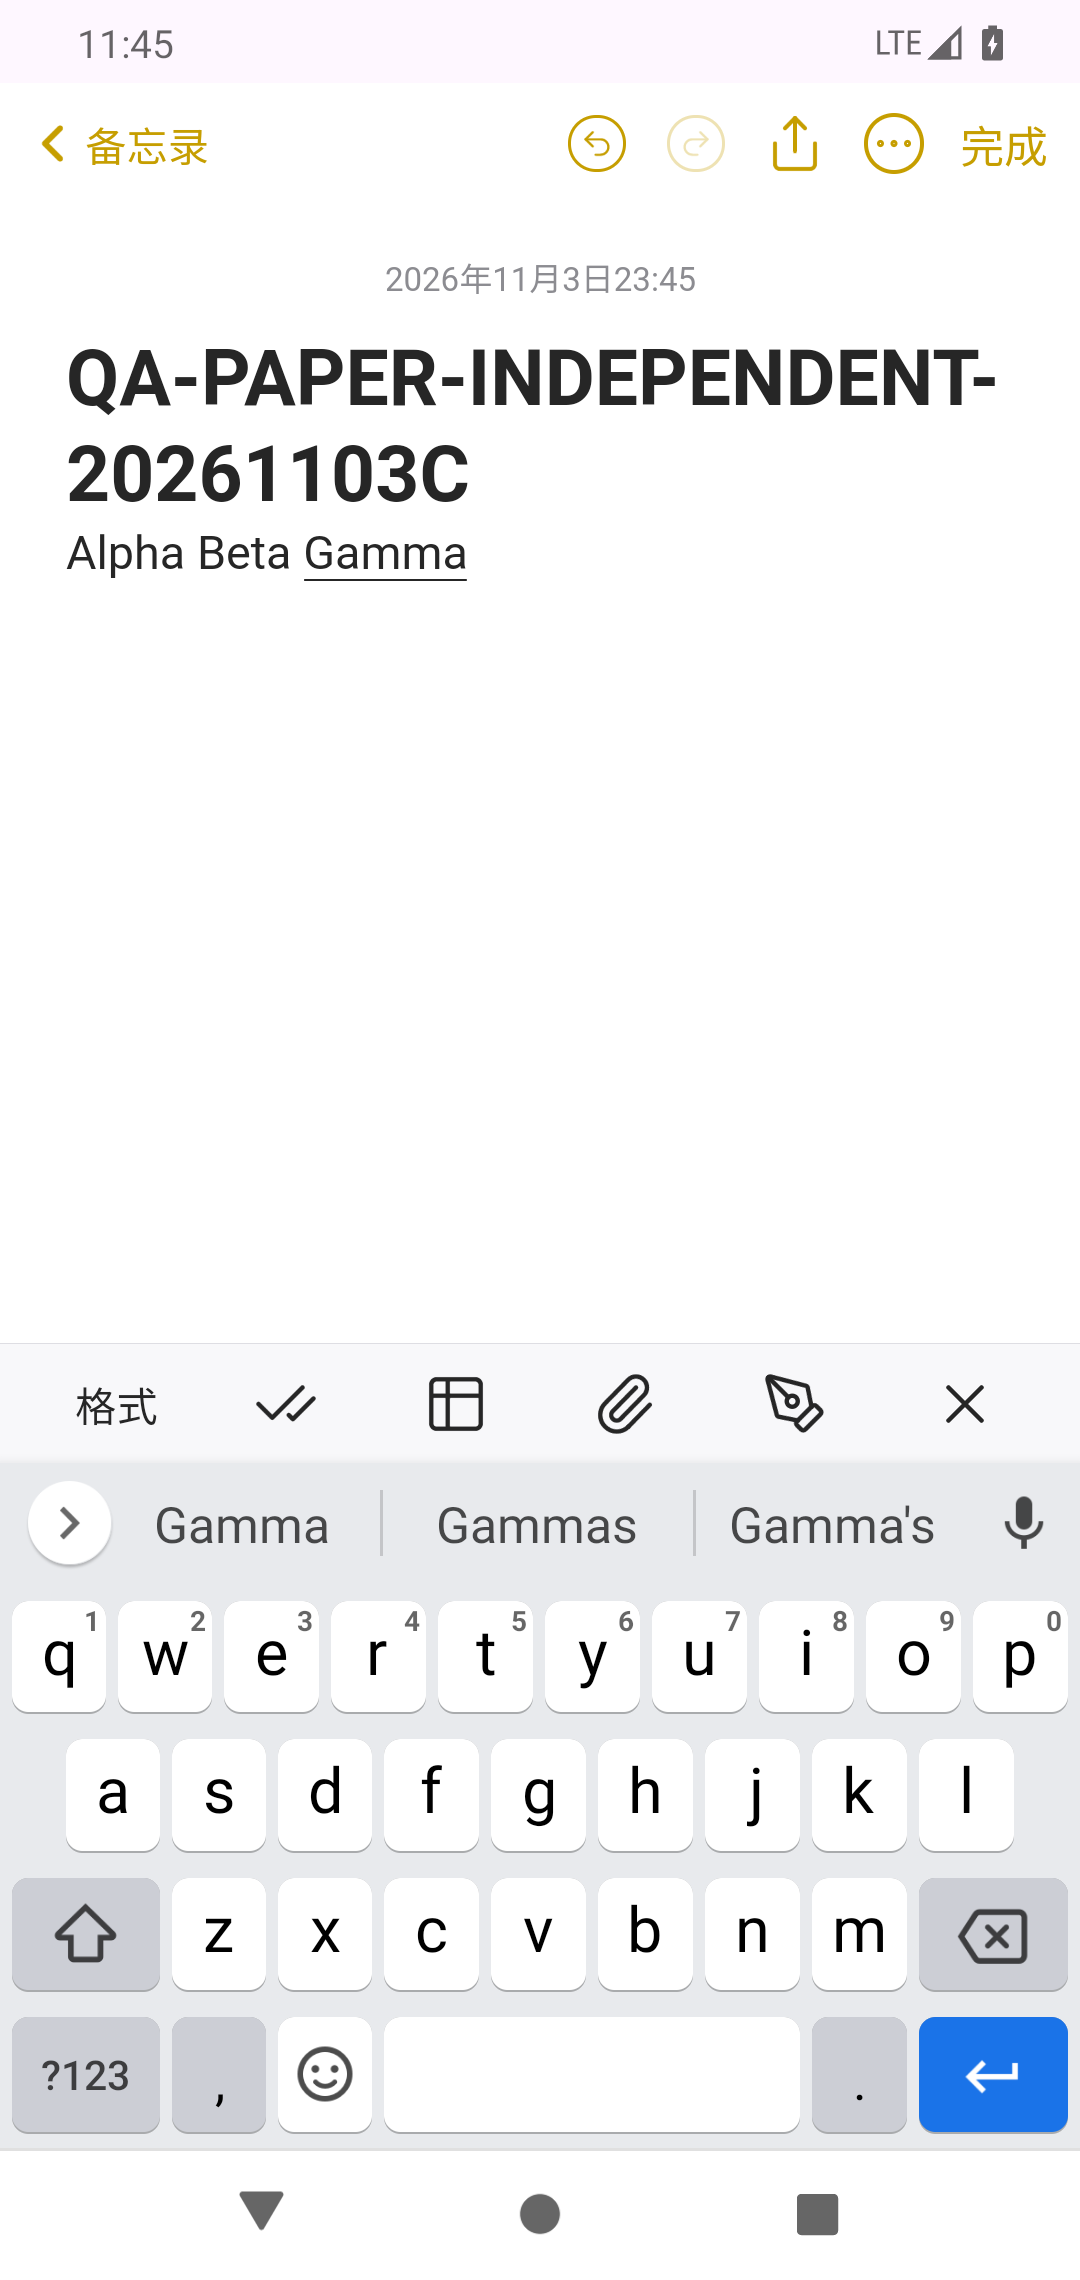 11:45 LTE
备忘录 完成
2026年11月3日23:45
QA-PAPER-INDEPENDENT-
20261103C
Alpha Beta Gamma
格式
Gamma Gammas Gamma's
q 1 w 2 e 3 r 4 t 5 y 6 u 7 i 8 o 9 p 0
a s d f g h j k l
z x c v b n m
?123 , .